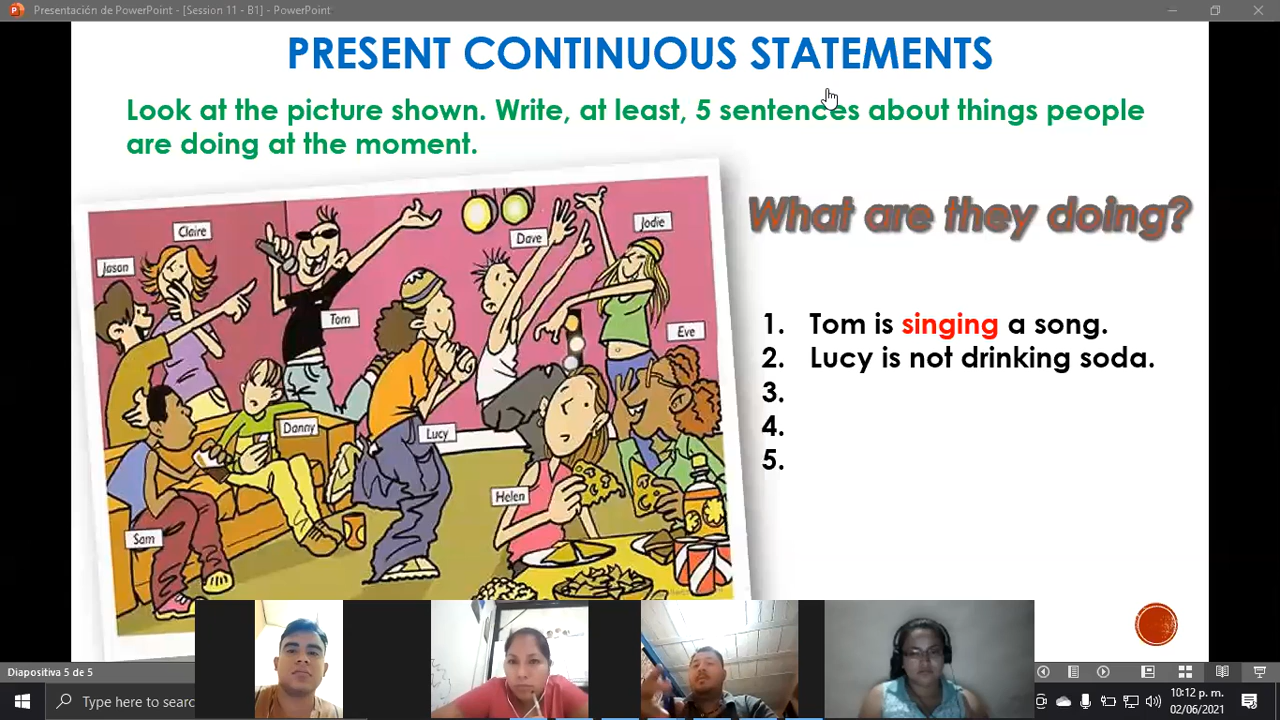 Presentación de PowerPoint - [Session 11 - B1] - PowerPoint
PRESENT CONTINUOUS STATEMENTS
Look at the picture shown. Write, at least, 5 sentences about things people
are doing at the moment.
What are they doing?
Claire
Jason
Tom
Dave
Jodie
Eve
Danny
Lucy
Helen
Sam
1. Tom is singing a song.
2. Lucy is not drinking soda.
3.
4.
5.
Diapositiva 5 de 5
Type here to searc
10:12 p. m.
02/06/2021